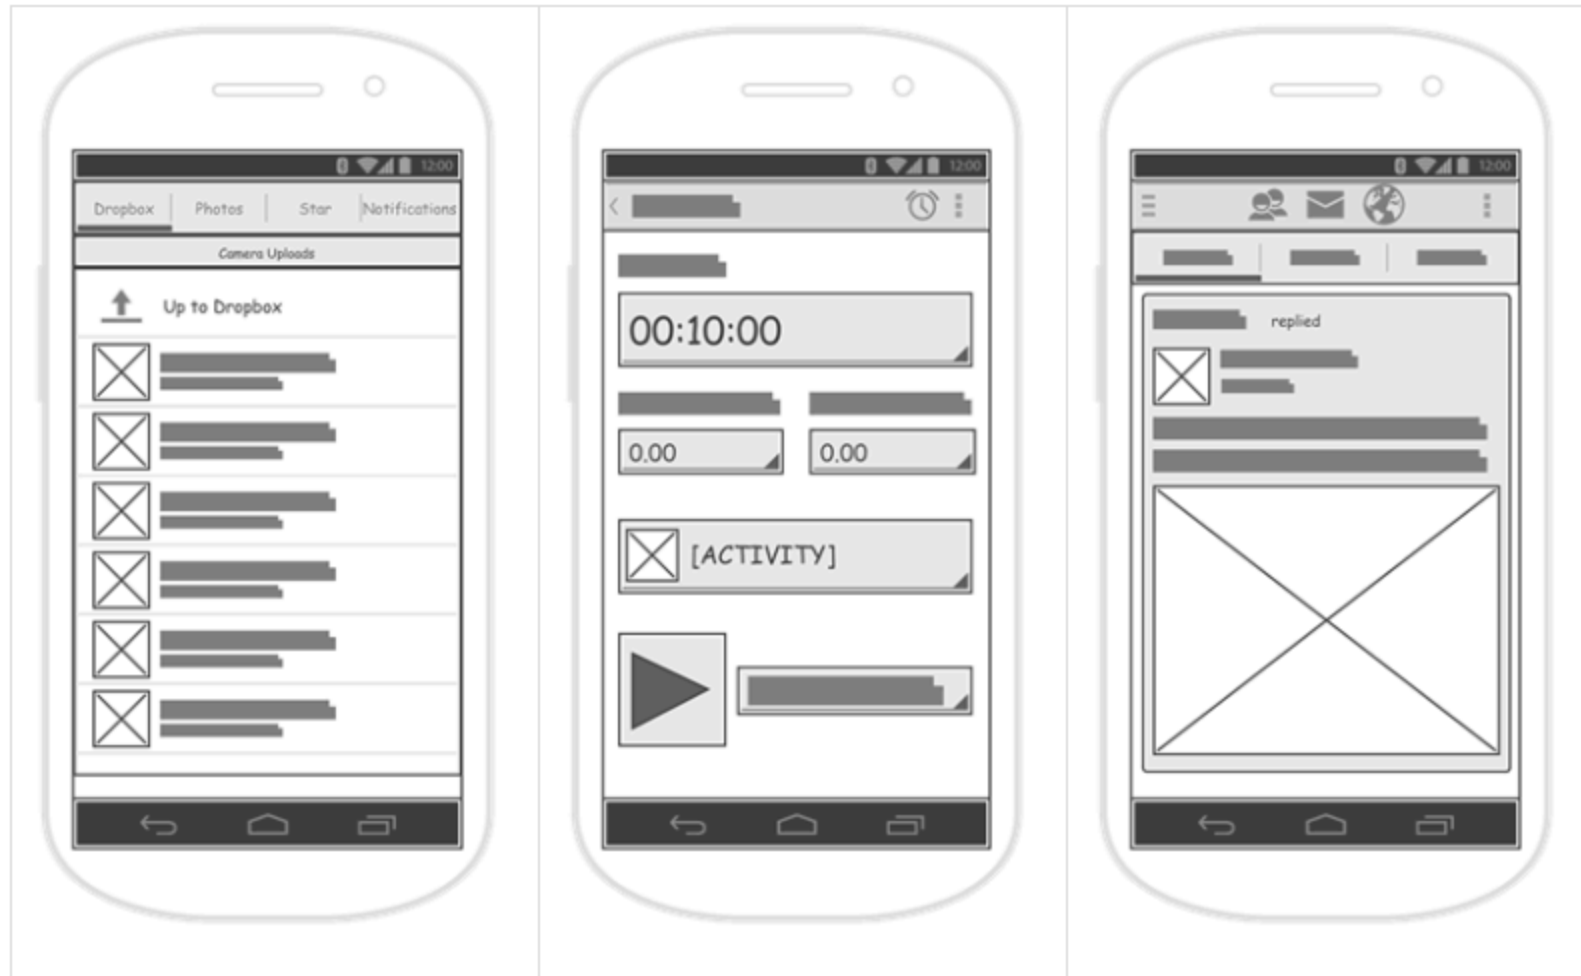 12:00
Dropbox Photos Star Notifications
Camera Uploads
Up to Dropbox
12:00
00:10:00
0.00 0.00
[ACTIVITY]
12:00
replied